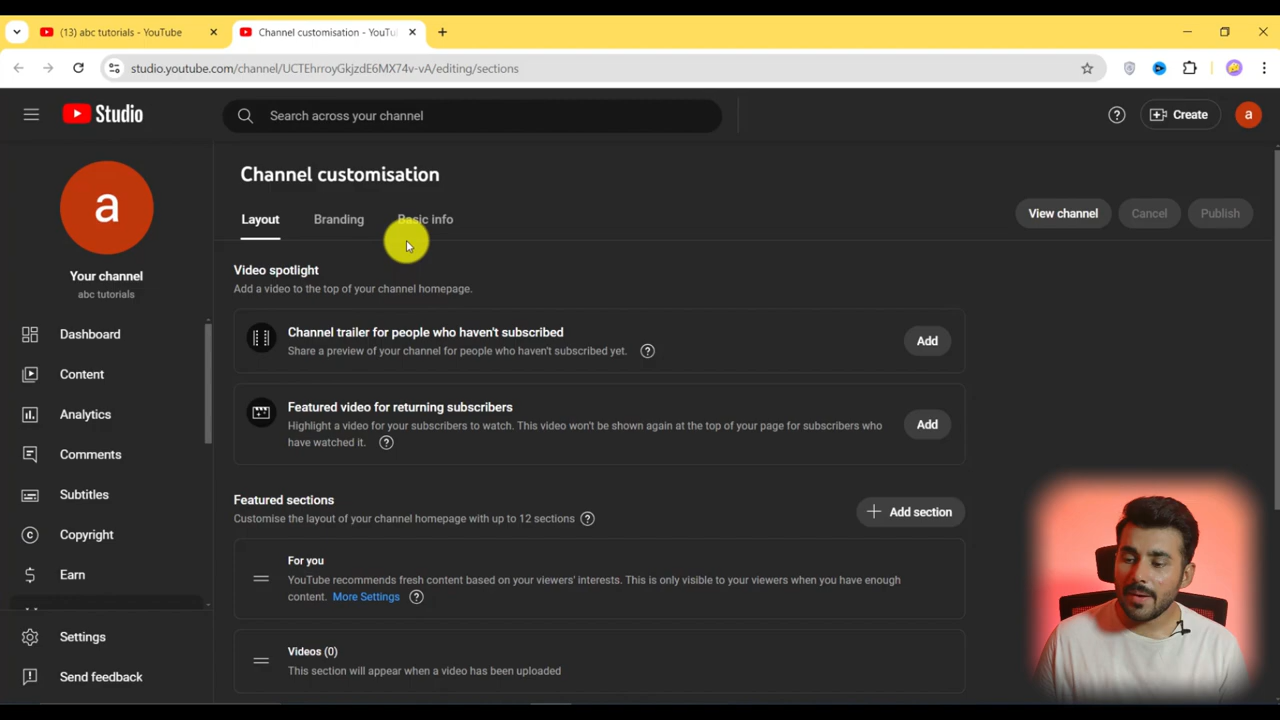 (13) abc tutorials - YouTube
Channel customisation - YouTu
studio.youtube.com/channel/UCTEhrroyGkjzdE6MX74v-vA/editing/sections
Studio
Search across your channel
Create
a
a
Your channel
abc tutorials
Dashboard
Content
Analytics
Comments
Subtitles
Copyright
Earn
Settings
Send feedback
Channel customisation
Layout
Branding
Basic info
View channel
Cancel
Publish
Video spotlight
Add a video to the top of your channel homepage.
Channel trailer for people who haven't subscribed
Share a preview of your channel for people who haven't subscribed yet.
Add
Featured video for returning subscribers
Highlight a video for your subscribers to watch. This video won't be shown again at the top of your page for subscribers who
have watched it.
Add
Featured sections
Customise the layout of your channel homepage with up to 12 sections
Add section
For you
YouTube recommends fresh content based on your viewers' interests. This is only visible to your viewers when you have enough
content. More Settings
Videos (0)
This section will appear when a video has been uploaded